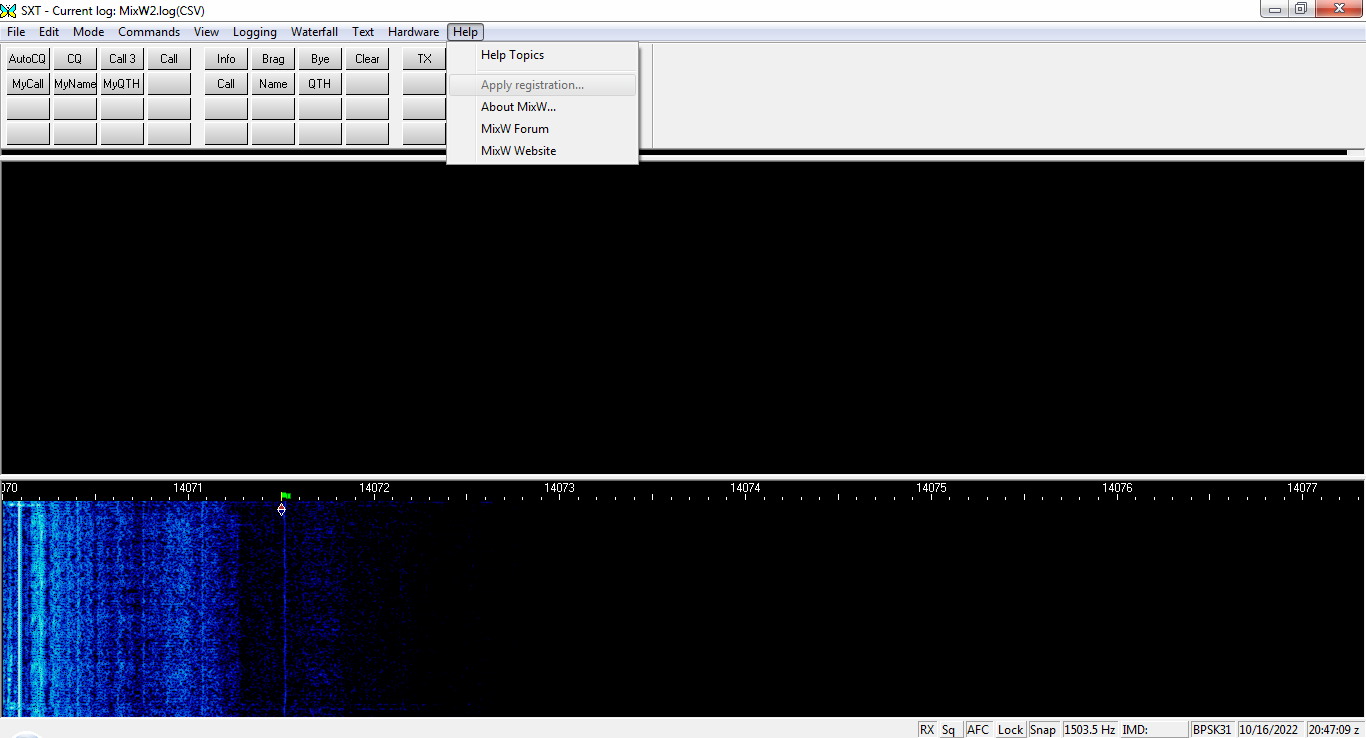 SXT - Current log: MixW2.log(CSV)
File Edit Mode Commands View Logging Waterfall Text Hardware Help
AutoCQ CQ Call 3 Call Info Brag Bye Clear TX
MyCall MyName MyQTH Call Name QTH
Help Topics
Apply registration...
About MixW...
MixW Forum
MixW Website
070 14071 14072 14073 14074 14075 14076 14077
RX Sq AFC Lock Snap 1503.5 Hz IMD: BPSK31 10/16/2022 20:47:09 z